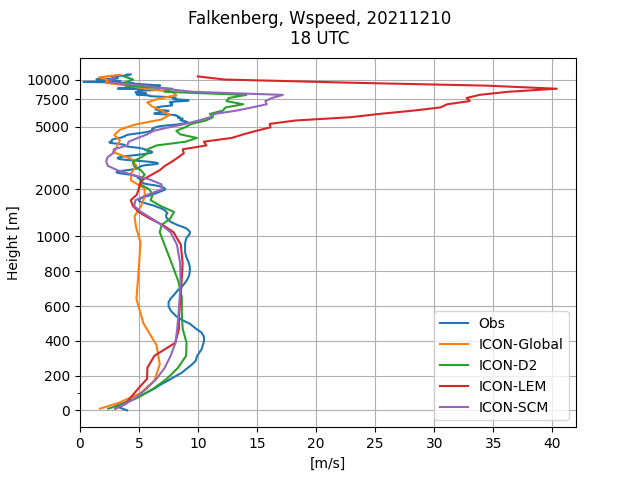 Falkenberg, Wspeed, 20211210
18 UTC
Height [m]
10000
7500
5000
2000
1000
800
600
400
200
0
0 5 10 15 20 25 30 35 40
[m/s]
Obs
ICON-Global
ICON-D2
ICON-LEM
ICON-SCM